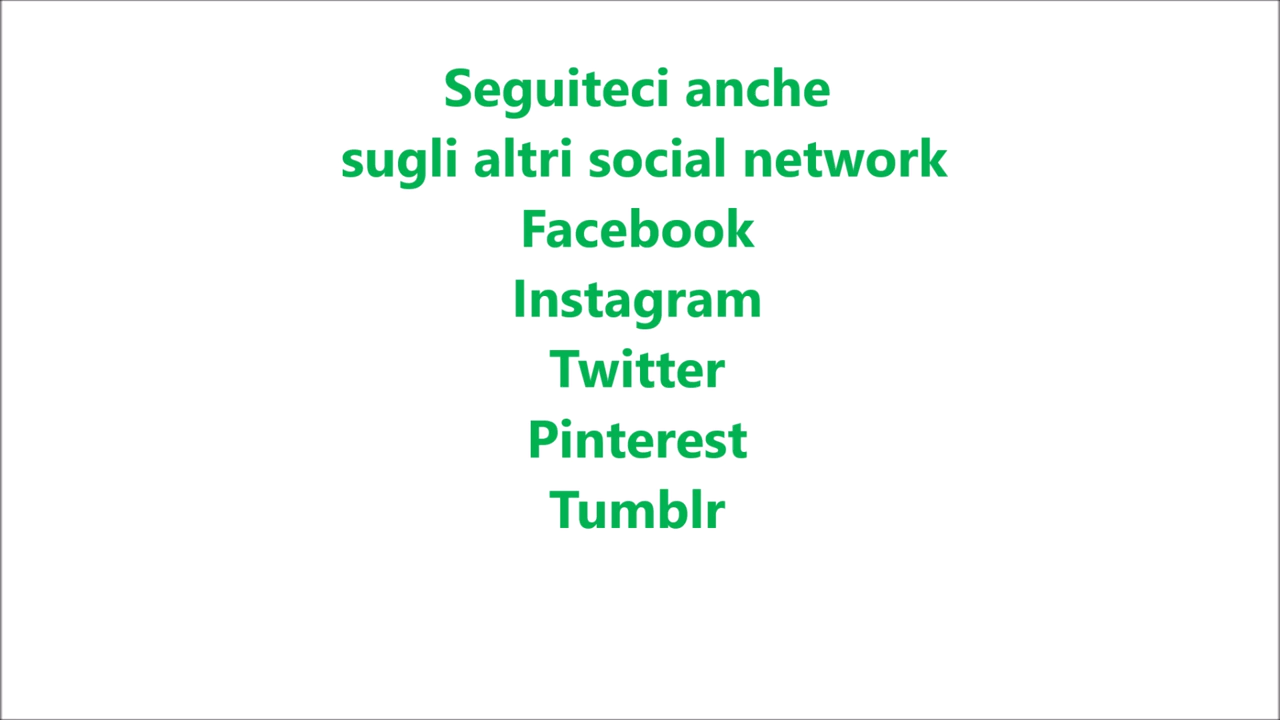 Seguiteci anche
sugli altri social network
Facebook
Instagram
Twitter
Pinterest
Tumblr